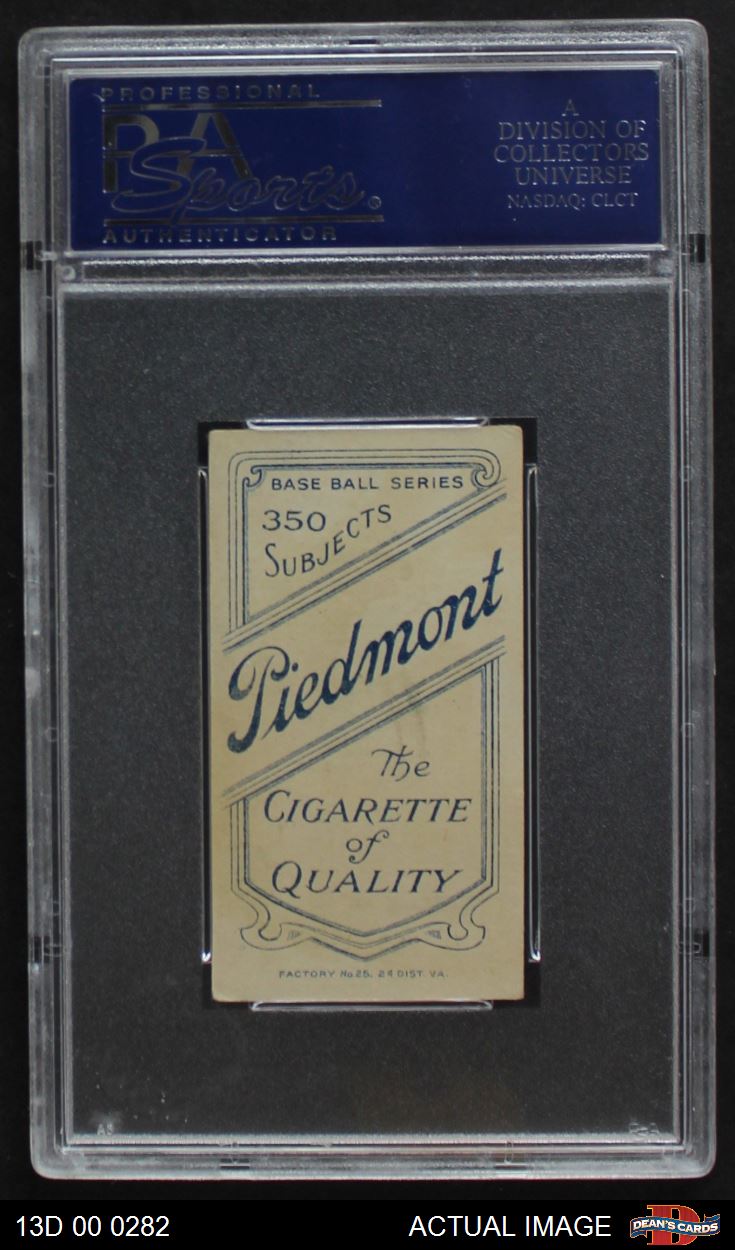 PROFESSIONAL
PSA
Sports
AUTHENTICATOR
A
DIVISION OF
COLLECTORS
UNIVERSE
NASDAQ: CLCT
BASE BALL SERIES
350
SUBJECTS
Piedmont
The
CIGARETTE
of
QUALITY
FACTORY No 25. 2d DIST. VA.
13D 00 0282
ACTUAL IMAGE
D
DEAN'S CARDS